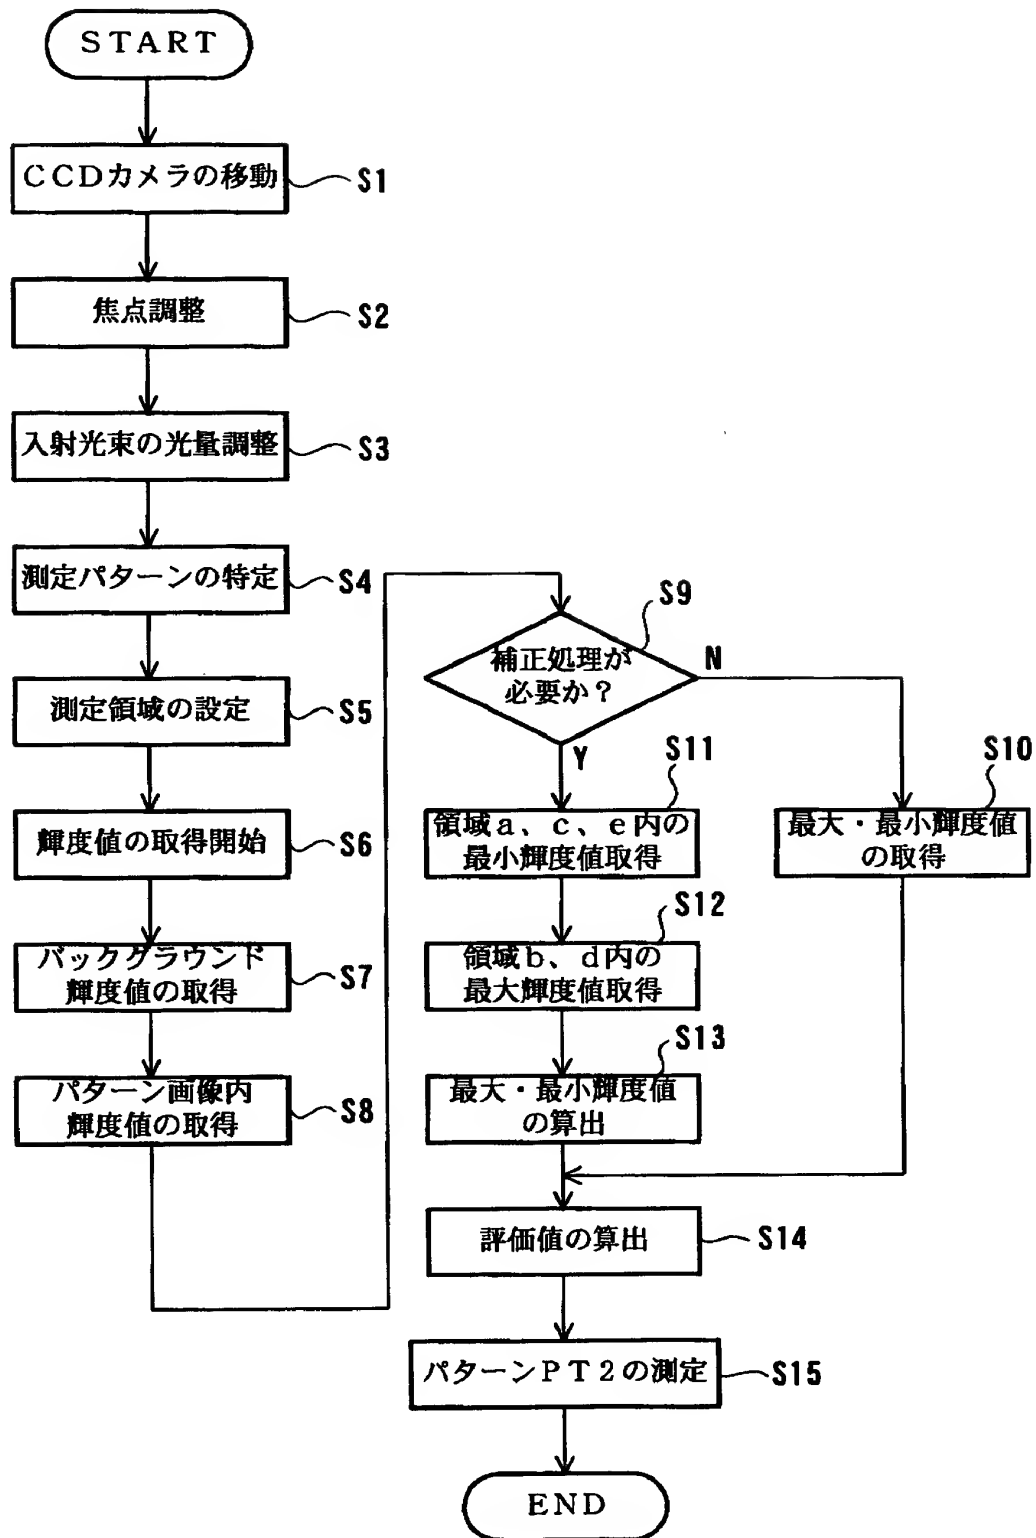 START
CCDカメラの移動
S1
焦点調整
S2
入射光束の光量調整
S3
測定パターンの特定
S4
測定領域の設定
S5
輝度値の取得開始
S6
バックグラウンド
輝度値の取得
S7
パターン画像内
輝度値の取得
S8
S9
補正処理が
必要か?
N
Y
S10
最大・最小輝度値
の取得
S11
領域a、c、e内の
最小輝度値取得
S12
領域b、d内の
最大輝度値取得
S13
最大・最小輝度値
の算出
評価値の算出
S14
パターンPT2の測定
S15
END